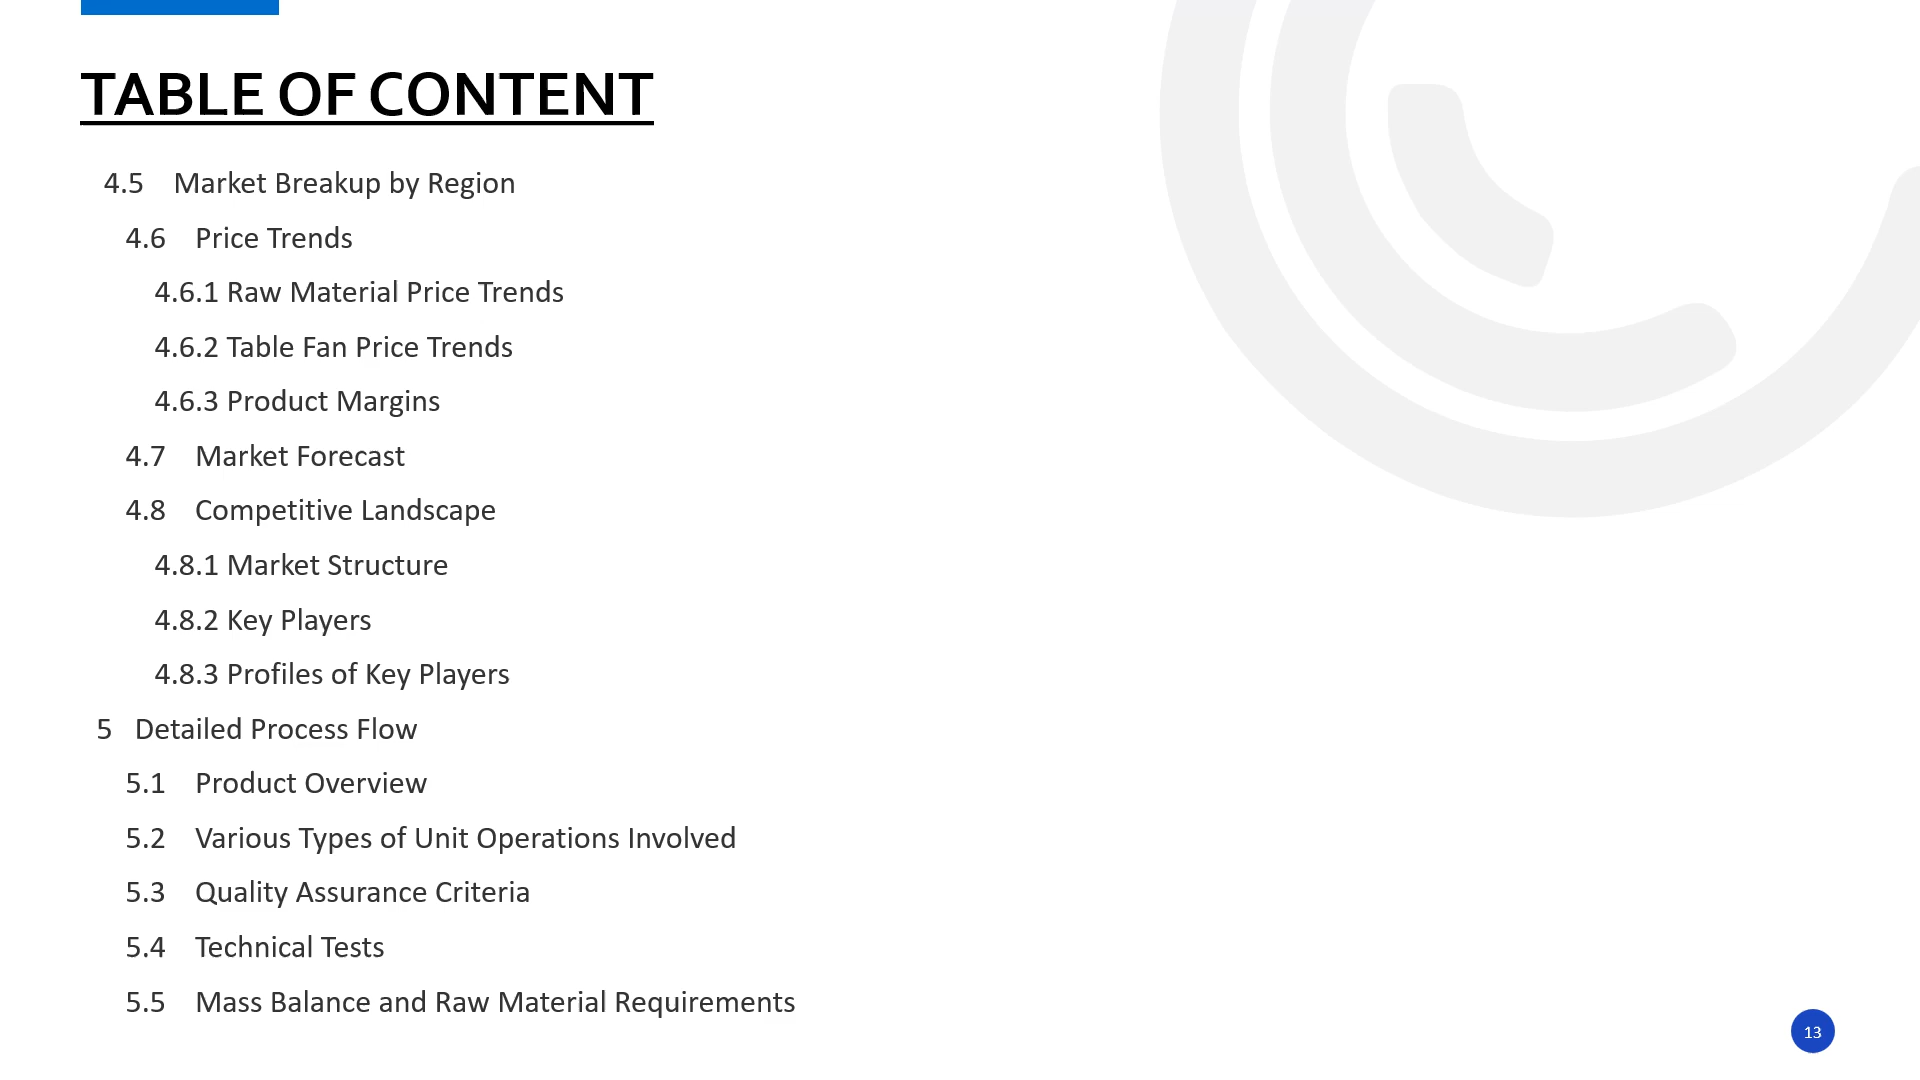 TABLE OF CONTENT
4.5 Market Breakup by Region
4.6 Price Trends
4.6.1 Raw Material Price Trends
4.6.2 Table Fan Price Trends
4.6.3 Product Margins
4.7 Market Forecast
4.8 Competitive Landscape
4.8.1 Market Structure
4.8.2 Key Players
4.8.3 Profiles of Key Players
5 Detailed Process Flow
5.1 Product Overview
5.2 Various Types of Unit Operations Involved
5.3 Quality Assurance Criteria
5.4 Technical Tests
5.5 Mass Balance and Raw Material Requirements
13